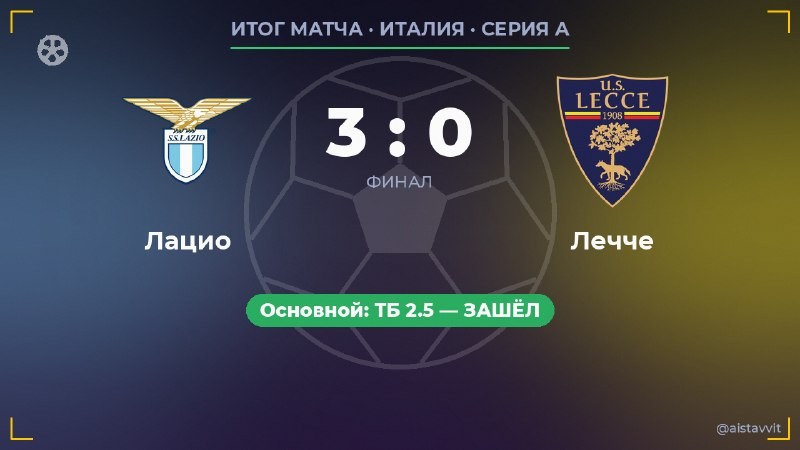 ИТОГ МАТЧА · ИТАЛИЯ · СЕРИЯ А
S.S.LAZIO
U.S.
LECCE
1908
3 : 0
ФИНАЛ
Лацио
Лечче
Основной: ТБ 2.5 — ЗАШЁЛ
@aistavvit